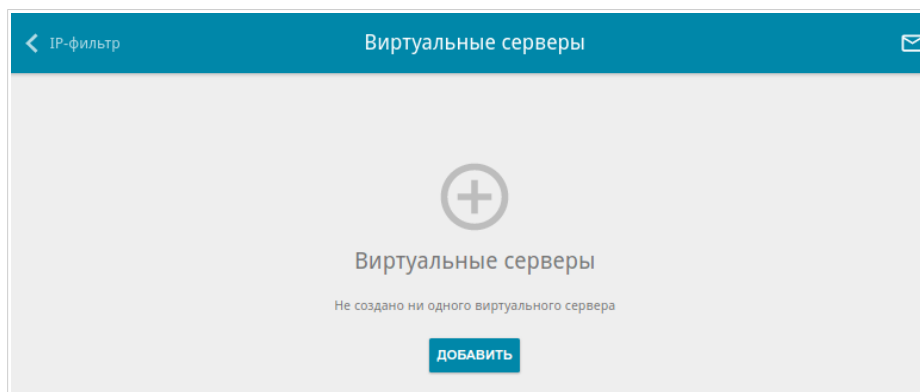 IP-фильтр
Виртуальные серверы
Виртуальные серверы
Не создано ни одного виртуального сервера
ДОБАВИТЬ